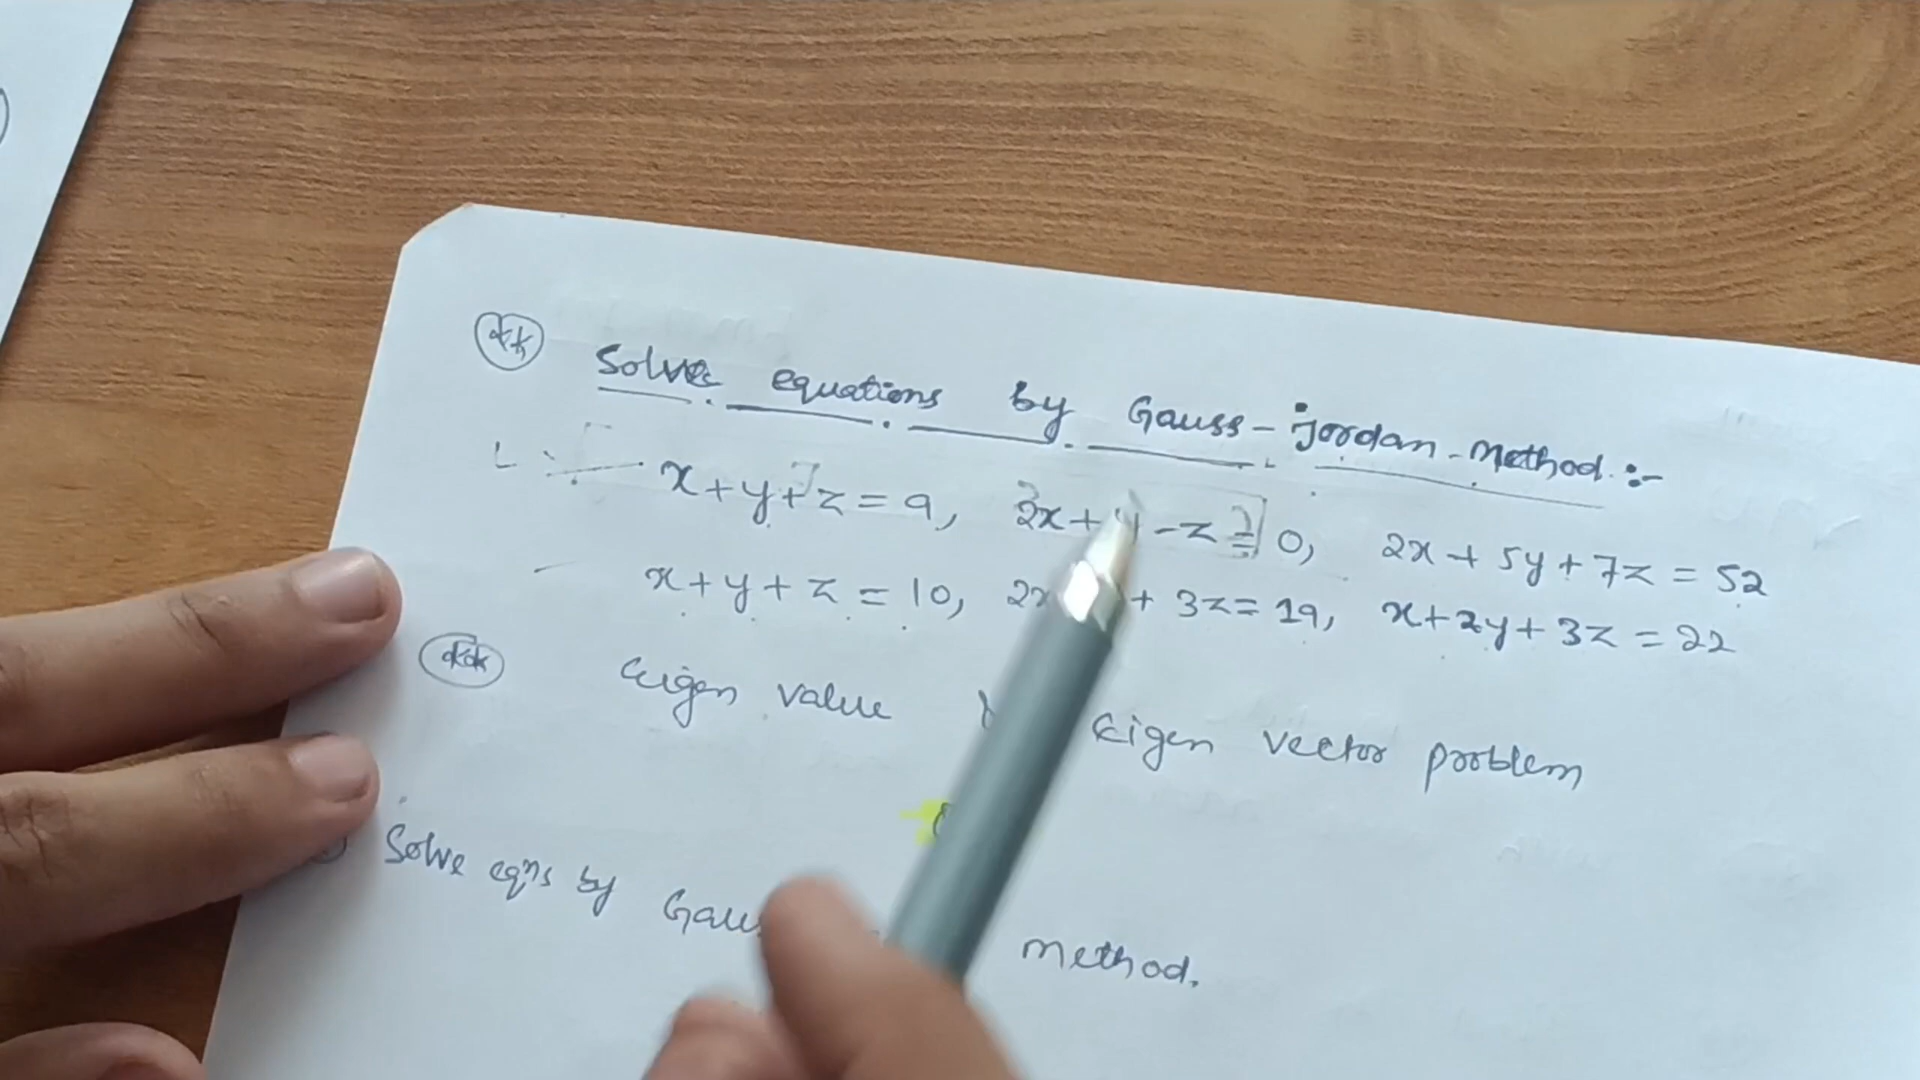 Solve equations by Gauss-Jordan-Method:-
x+y+z=9, 2x+y-z=0, 2x+5y+7z=52
x+y+z=10, 2x + 3z=19, x+2y+3z=22
Eigen value Eigen vector problem
Solve eqns by method.